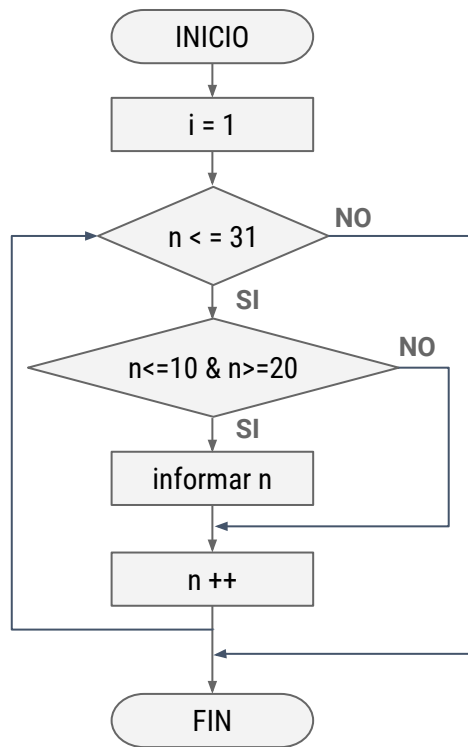 INICIO
i = 1
n < = 31
NO
SI
n<=10 & n>=20
NO
SI
informar n
n ++
FIN